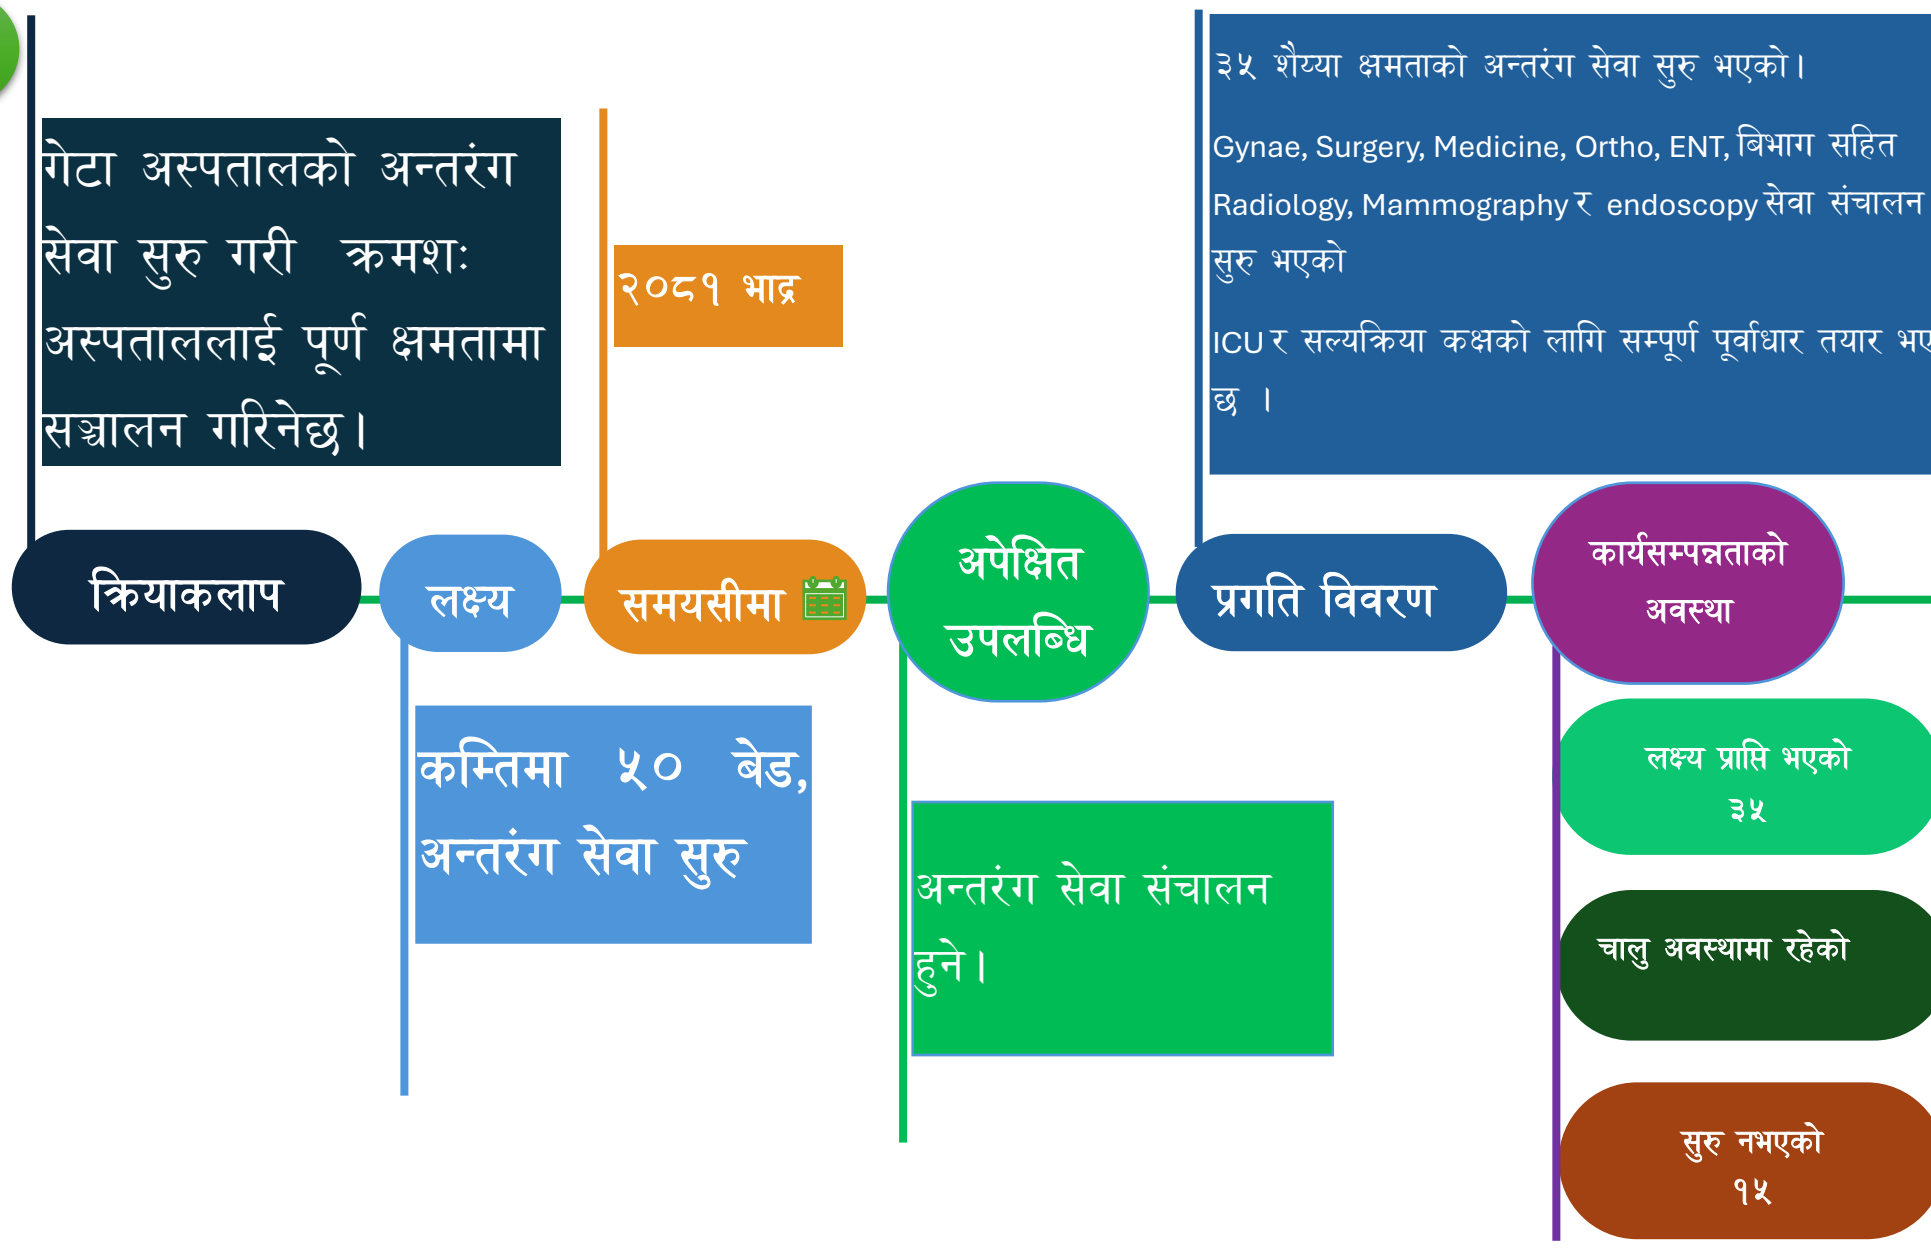 गेटा अस्पतालको अन्तरंग
सेवा सुरु गरी क्रमशः
अस्पताललाई पूर्ण क्षमतामा
सञ्चालन गरिनेछ।
क्रियाकलाप
लक्ष्य
कम्तिमा ५० बेड,
अन्तरंग सेवा सुरु
२०८१ भाद्र
समयसीमा
अपेक्षित
उपलब्धि
अन्तरंग सेवा संचालन
हुने।
३५ शैय्या क्षमताको अन्तरंग सेवा सुरु भएको।
Gynae, Surgery, Medicine, Ortho, ENT, बिभाग सहित
Radiology, Mammography र endoscopy सेवा संचालन
सुरु भएको
ICU र सल्यक्रिया कक्षको लागि सम्पूर्ण पूर्वाधार तयार
छ ।
प्रगति विवरण
कार्यसम्पन्नताको
अवस्था
लक्ष्य प्राप्ति भएको
३५
चालु अवस्थामा रहेको
सुरु नभएको
१५